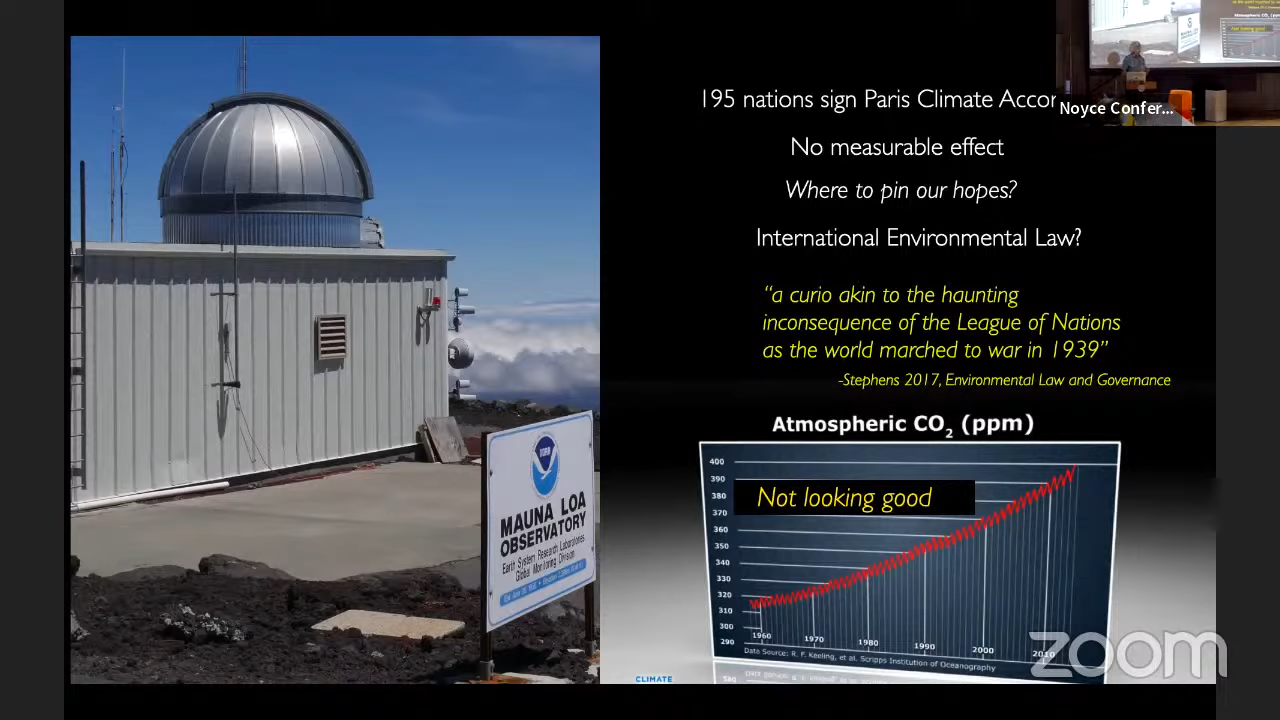 195 nations sign Paris Climate Accor
Noyce Confer...
No measurable effect
Where to pin our hopes?
International Environmental Law?
“a curio akin to the haunting
inconsequence of the League of Nations
as the world marched to war in 1939”
-Stephens 2017, Environmental Law and Governance
Atmospheric CO2 (ppm)
Not looking good
400
390
380
370
360
350
340
330
320
310
300
290
1960
1970
1980
1990
2000
2010
Data Source: R. F. Keeling, et al. Scripps Institution of Oceanography
MAUNA LOA
OBSERVATORY
Earth System Research Laboratories
Global Monitoring Division
CLIMATE
zoom